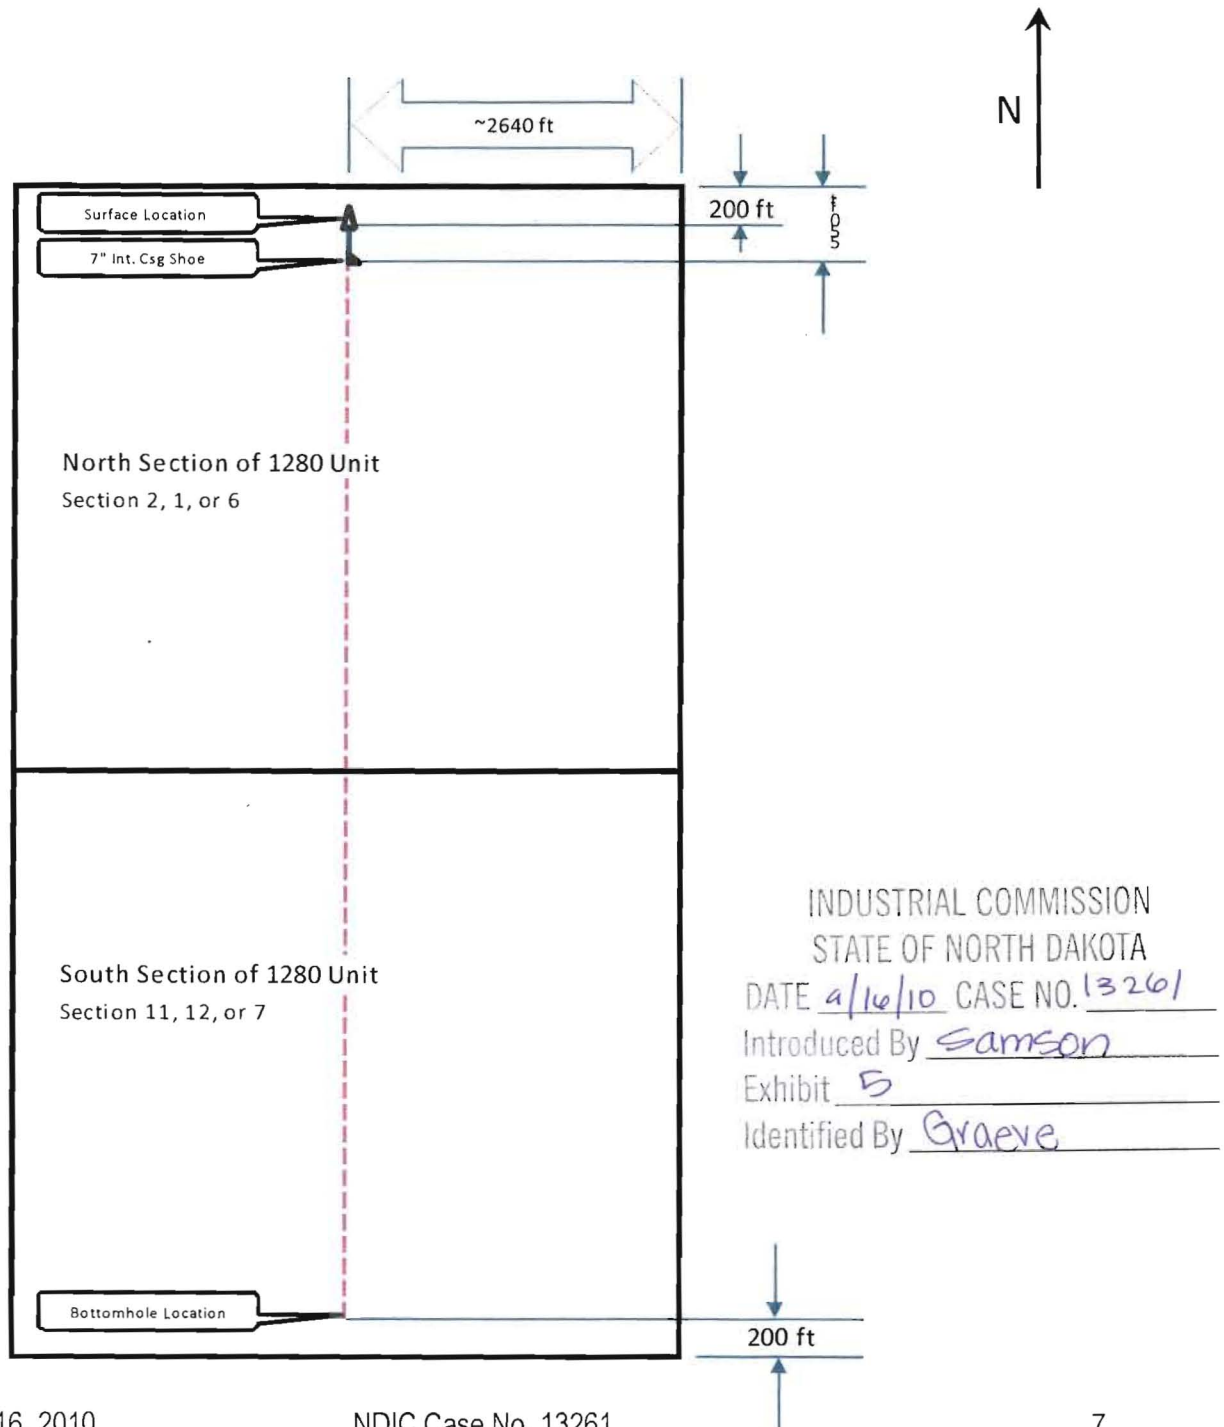 N
~2640 ft
200 ft
Surface Location
7" Int. Csg Shoe
North Section of 1280 Unit
Section 2, 1, or 6
South Section of 1280 Unit
Section 11, 12, or 7
INDUSTRIAL COMMISSION
STATE OF NORTH DAKOTA
DATE 9/16/10 CASE NO. 13261
Introduced By Samson
Exhibit 5
Identified By Graeve
Bottomhole Location
200 ft
16, 2010 NDIC Case No. 13261 7